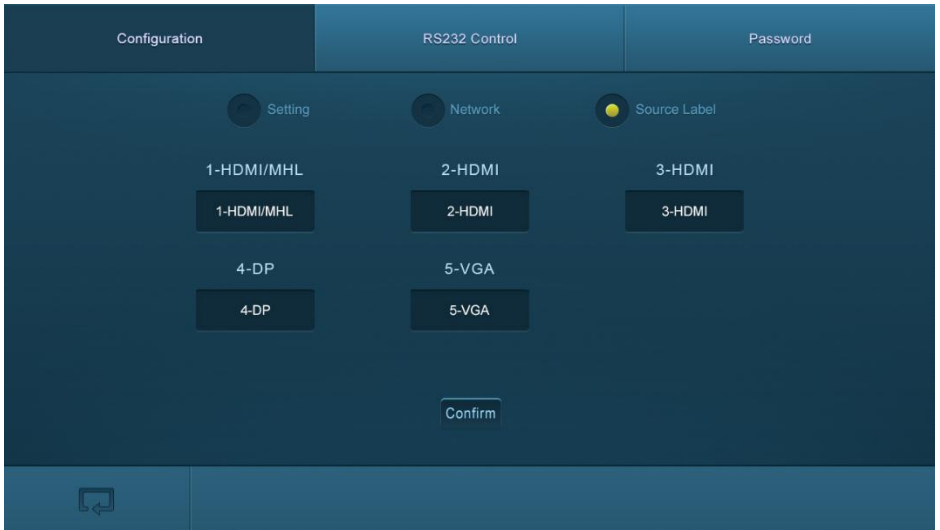 Configuration RS232 Control Password
Setting Network Source Label
1-HDMI/MHL 2-HDMI 3-HDMI
1-HDMI/MHL 2-HDMI 3-HDMI
4-DP 5-VGA
4-DP 5-VGA
Confirm